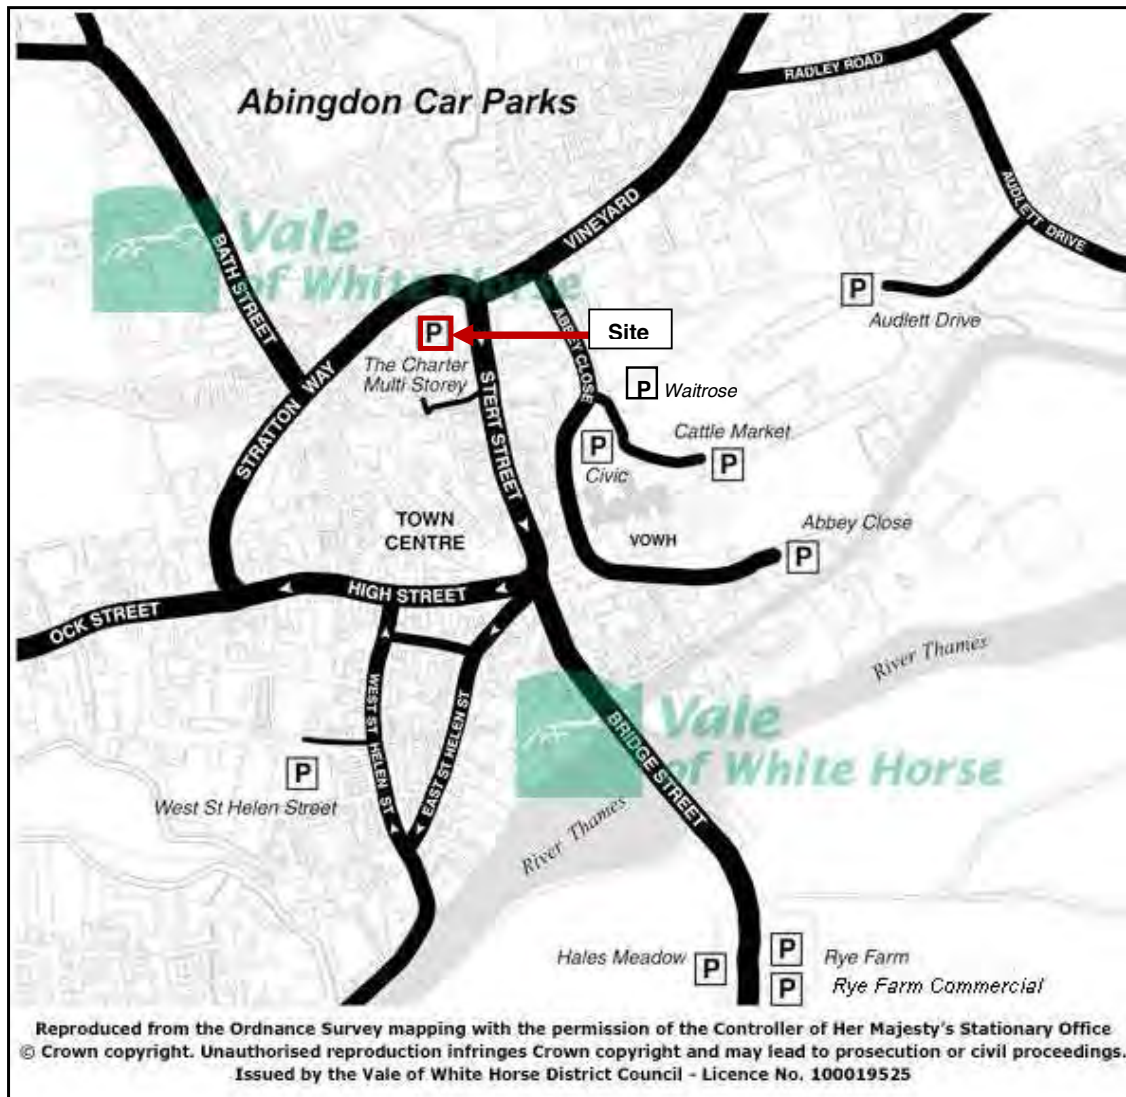 RADLEY ROAD
Abingdon Car Parks
AUDLETT DRIVE
VINEYARD
Vale
of White Horse
BATH STREET
P
Audlett Drive
ABBEY CLOSE
P
Site
The Charter
Multi Storey
STRATTON WAY
STERT STREET
P
Waitrose
Cattle Market
P
P
Civic
TOWN
CENTRE
VOWH
Abbey Close
P
HIGH STREET
OCK STREET
River Thames
WEST ST HELEN ST
EAST ST HELEN ST
Vale
of White Horse
BRIDGE STREET
P
West St Helen Street
River Thames
Hales Meadow
P
P
Rye Farm
P
Rye Farm Commercial
Reproduced from the Ordnance Survey mapping with the permission of the Controller of Her Majesty's Stationary Office
© Crown copyright. Unauthorised reproduction infringes Crown copyright and may lead to prosecution or civil proceedings.
Issued by the Vale of White Horse District Council - Licence No. 100019525